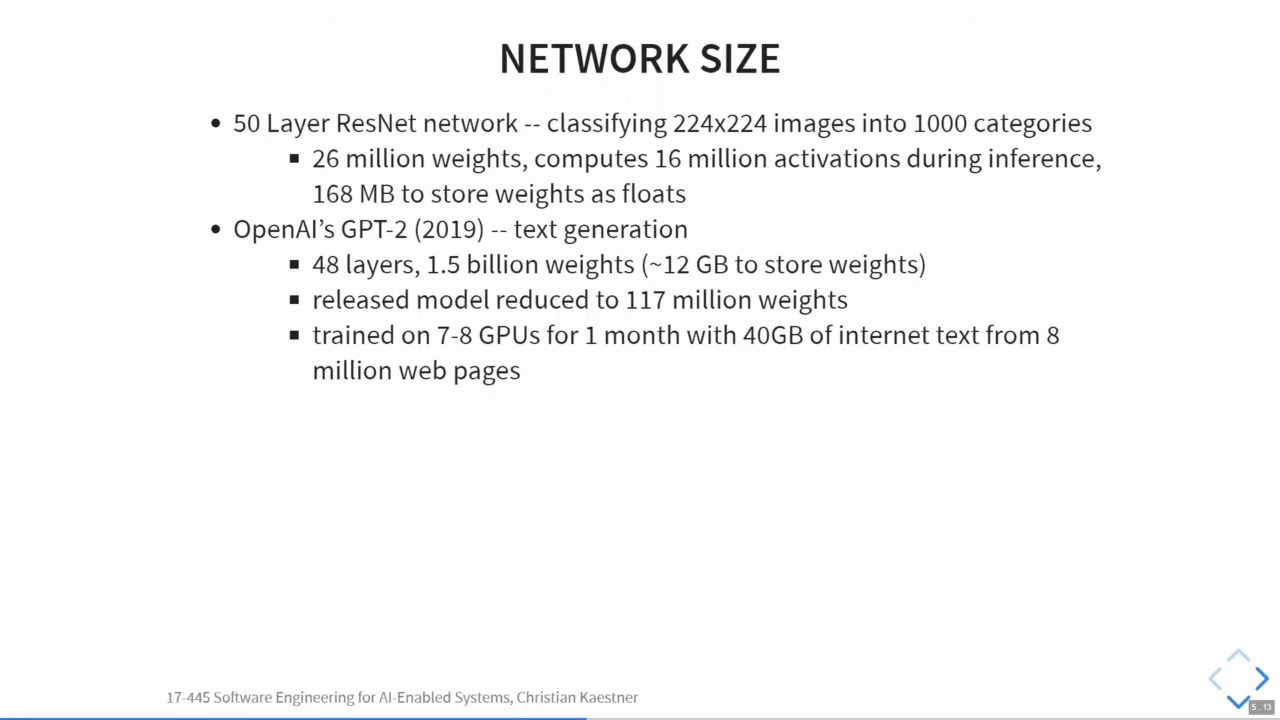 NETWORK SIZE
• 50 Layer ResNet network -- classifying 224x224 images into 1000 categories
▪ 26 million weights, computes 16 million activations during inference,
168 MB to store weights as floats
• OpenAI’s GPT-2 (2019) -- text generation
▪ 48 layers, 1.5 billion weights (~12 GB to store weights)
▪ released model reduced to 117 million weights
▪ trained on 7-8 GPUs for 1 month with 40GB of internet text from 8
million web pages
17-445 Software Engineering for AI-Enabled Systems, Christian Kaestner
5 . 13